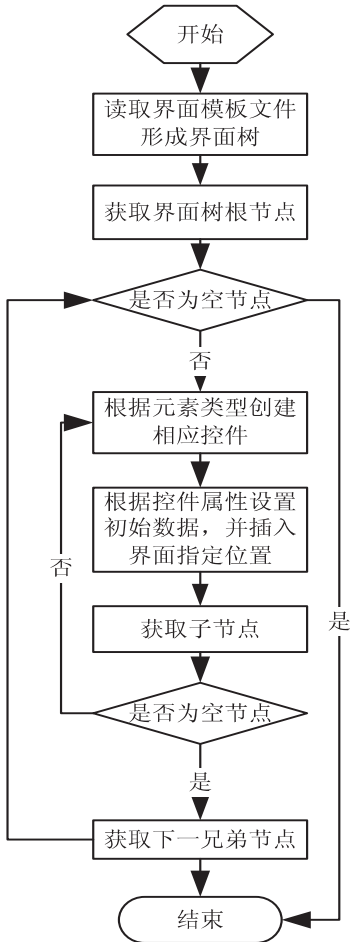 开始
读取界面模板文件
形成界面树
获取界面树根节点
是否为空节点
否
根据元素类型创建
相应控件
根据控件属性设置
初始数据，并插入
界面指定位置
否
获取子节点
是
是否为空节点
是
获取下一兄弟节点
结束